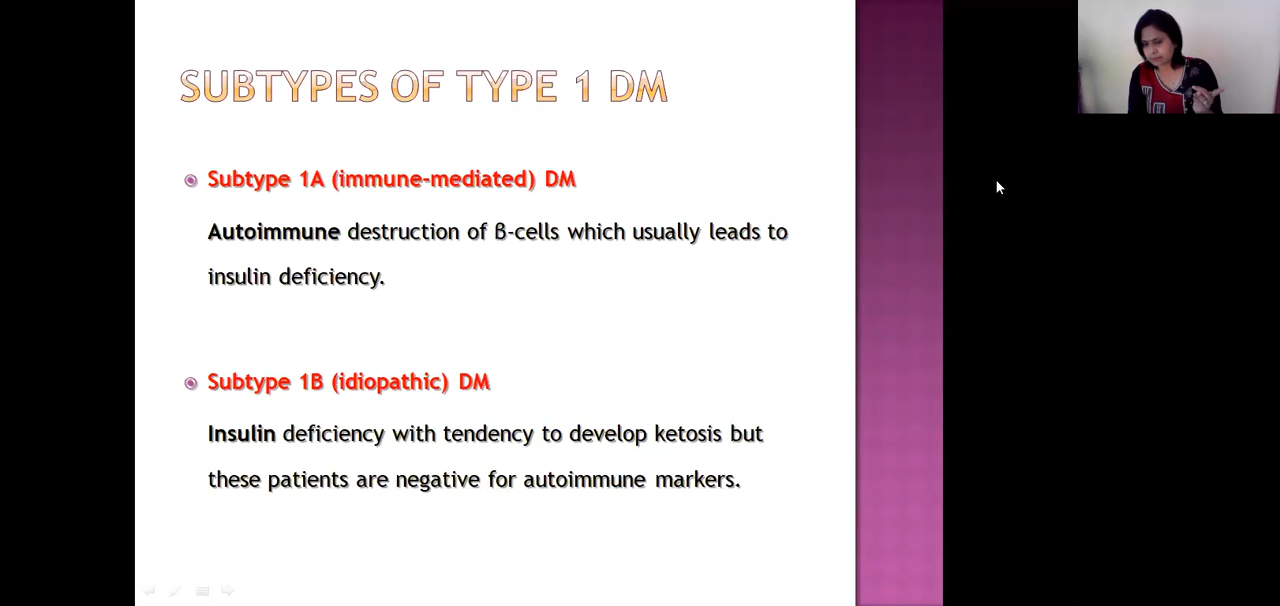 SUBTYPES OF TYPE 1 DM
Subtype 1A (immune-mediated) DM
Autoimmune destruction of β-cells which usually leads to
insulin deficiency.
Subtype 1B (idiopathic) DM
Insulin deficiency with tendency to develop ketosis but
these patients are negative for autoimmune markers.